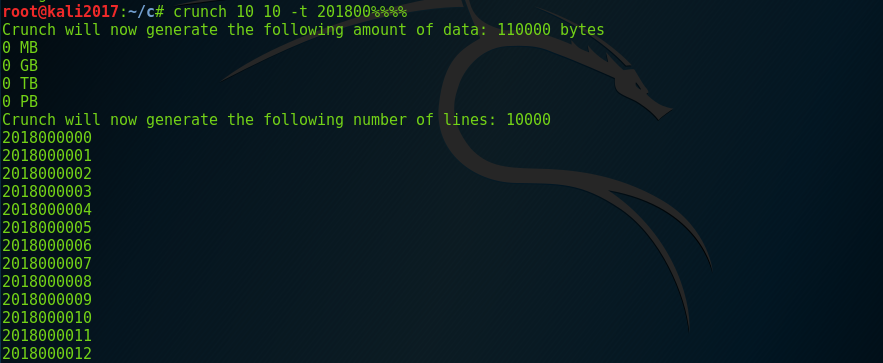 root@kali2017:~/c# crunch 10 10 -t 201800%%%%
Crunch will now generate the following amount of data: 110000 bytes
0 MB
0 GB
0 TB
0 PB
Crunch will now generate the following number of lines: 10000
2018000000
2018000001
2018000002
2018000003
2018000004
2018000005
2018000006
2018000007
2018000008
2018000009
2018000010
2018000011
2018000012